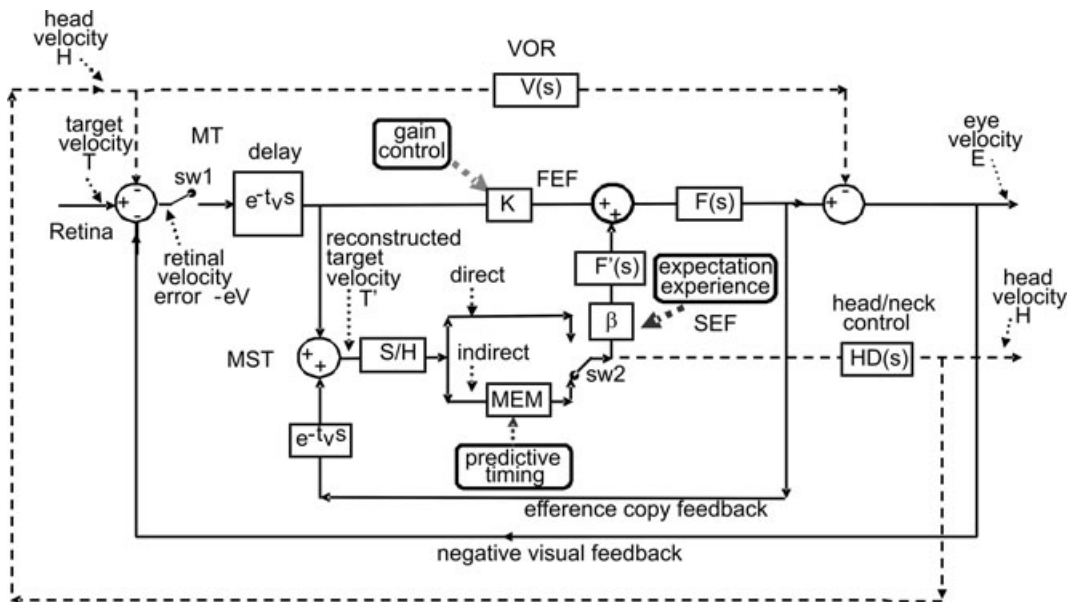 head
velocity
H
VOR
V(s)
target
velocity
T
MT
gain
control
eye
velocity
E
delay
sw1
FEF
- 
+
-
e-tvs
K
+
+
F(s)
+
-
Retina
retinal
velocity
error -eV
reconstructed
target
velocity
T'
direct
F'(s)
expectation
experience
head
velocity
H
head/neck
control
β
SEF
MST
+
+
S/H
indirect
HD(s)
sw2
MEM
e-tvs
predictive
timing
efference copy feedback
negative visual feedback